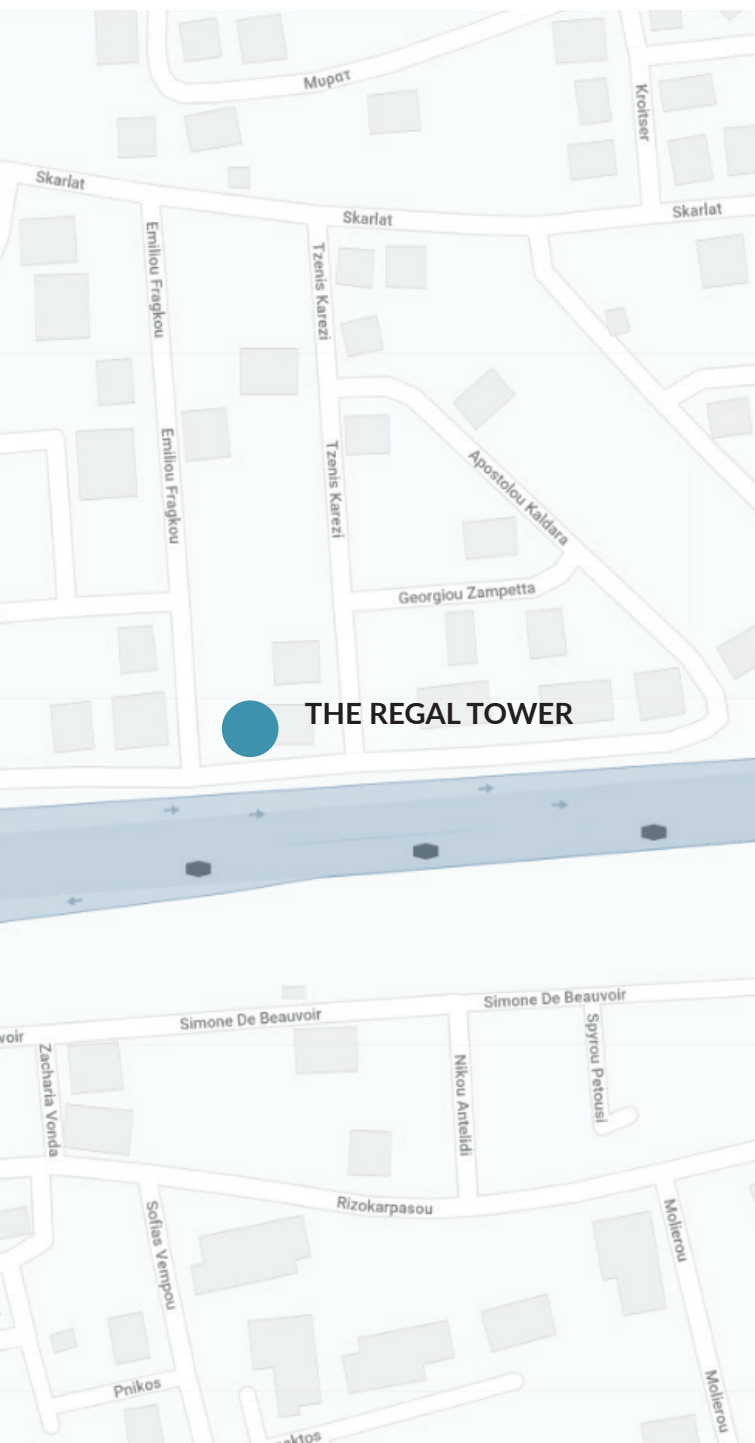 Μυρατ
Kroitser
Skarlat
Skarlat
Skarlat
Emiliou Fragkou
Tzenis Karezi
Emiliou Fragkou
Tzenis Karezi
Apostolou Kaldara
Georgiou Zampetta
THE REGAL TOWER
Simone De Beauvoir
Simone De Beauvoir
voir
Zacharia Vonda
Nikou Antelidi
Spyrou Petousi
Rizokarpasou
Sofias Vempou
Molierou
Pnikos
Molierou
aktos